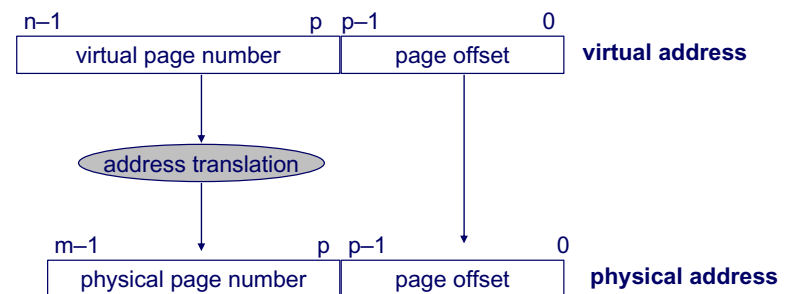 n–1 p p–1 0
virtual page number page offset virtual address
address translation
m–1 p p–1 0
physical page number page offset physical address